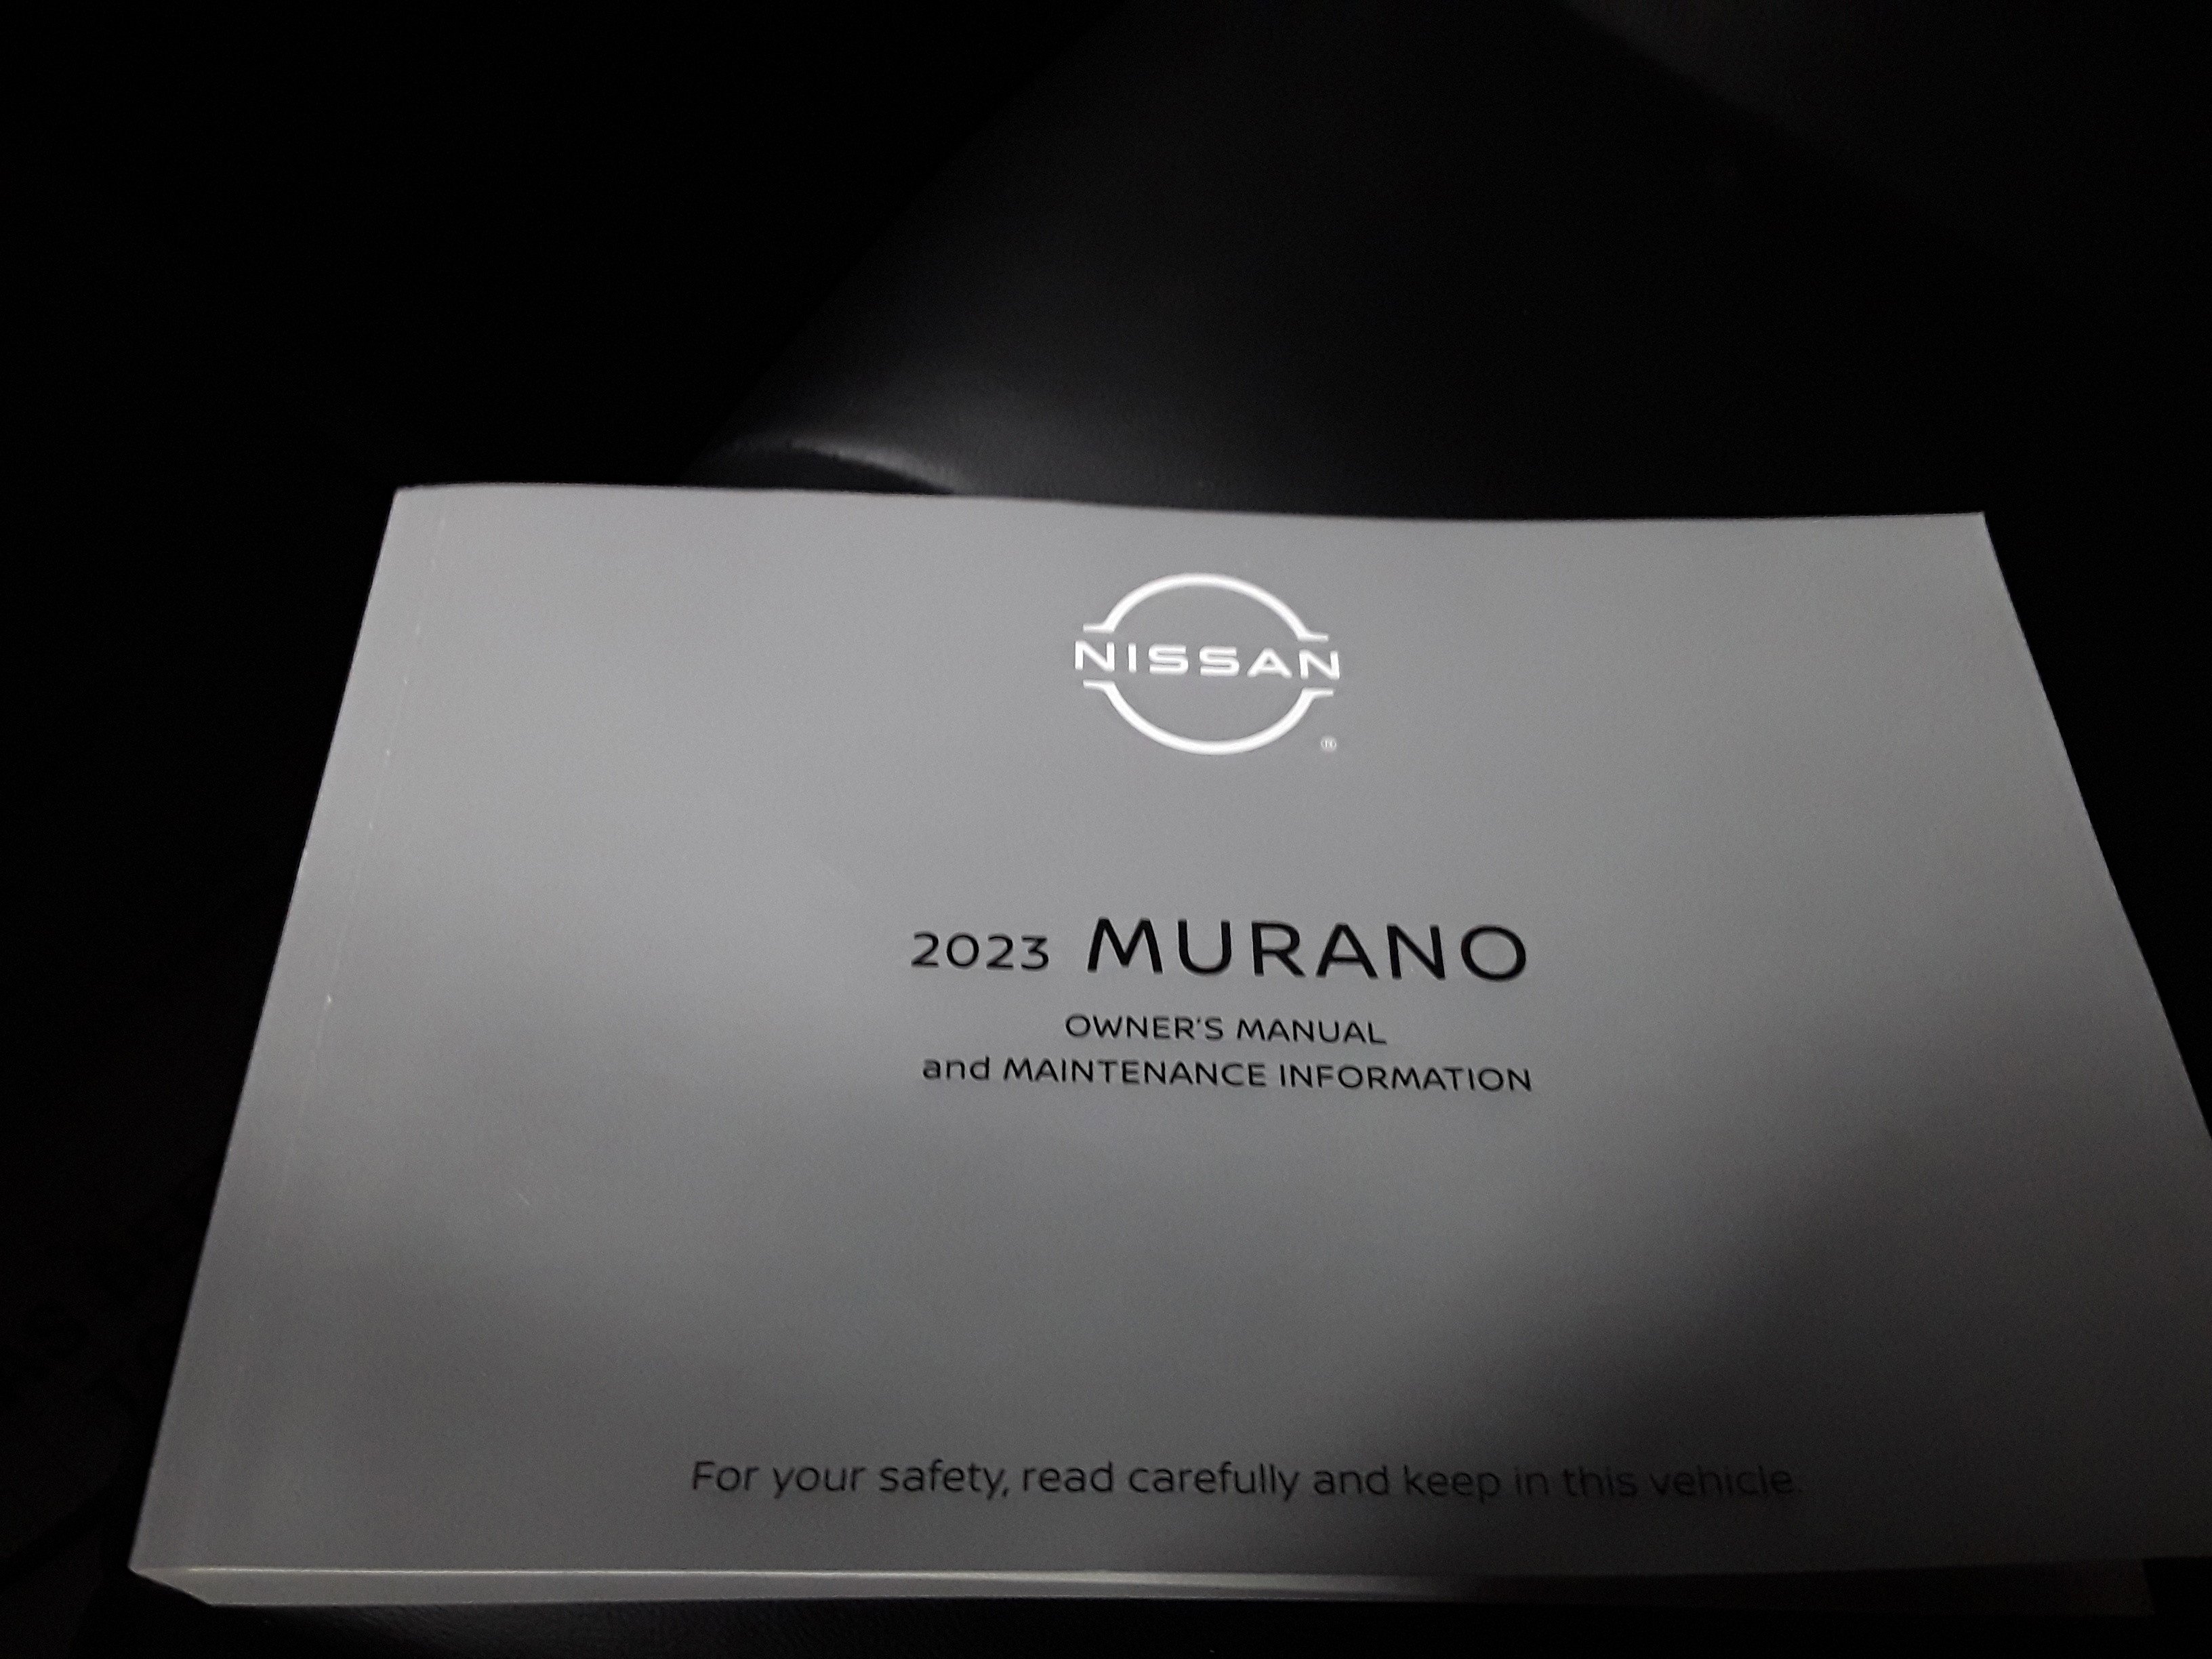 NISSAN
®
2023 MURANO
OWNER'S MANUAL
and MAINTENANCE INFORMATION
For your safety, read carefully and keep in this vehicle.